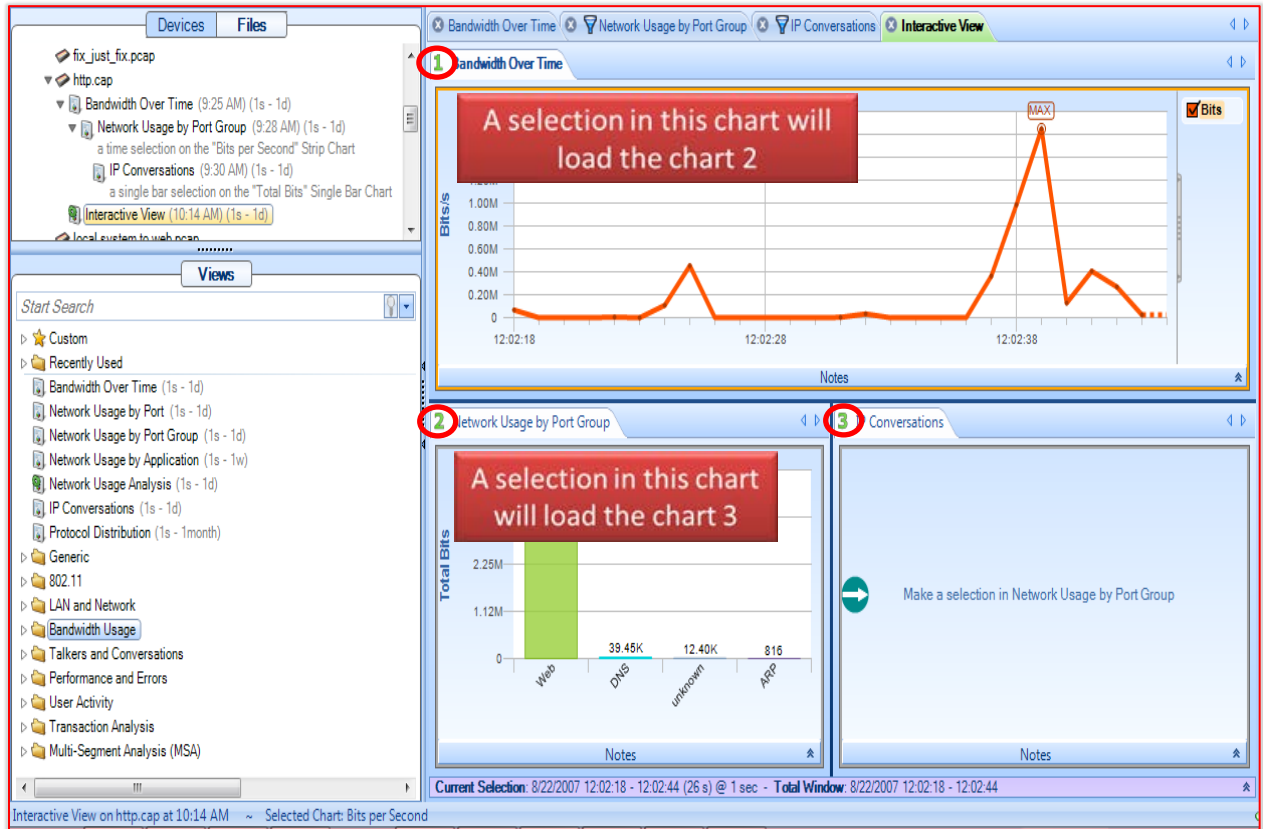 Devices Files
fix_just_fix.pcap
http.cap
Bandwidth Over Time (9:25 AM) (1s - 1d)
Network Usage by Port Group (9:28 AM) (1s - 1d)
a time selection on the "Bits per Second" Strip Chart
IP Conversations (9:30 AM) (1s - 1d)
a single bar selection on the "Total Bits" Single Bar Chart
Interactive View (10:14 AM) (1s - 1d)
local system to web.pcap
Views
Start Search
Custom
Recently Used
Bandwidth Over Time (1s - 1d)
Network Usage by Port (1s - 1d)
Network Usage by Port Group (1s - 1d)
Network Usage by Application (1s - 1w)
Network Usage Analysis (1s - 1d)
IP Conversations (1s - 1d)
Protocol Distribution (1s - 1month)
Generic
802.11
LAN and Network
Bandwidth Usage
Talkers and Conversations
Performance and Errors
User Activity
Transaction Analysis
Multi-Segment Analysis (MSA)
Bandwidth Over Time Network Usage by Port Group IP Conversations Interactive View
1 Bandwidth Over Time
A selection in this chart will
load the chart 2
MAX
Bits
Bits/s
1.00M
0.80M
0.60M
0.40M
0.20M
0
12:02:18 12:02:28 12:02:38
Notes
2 Network Usage by Port Group
A selection in this chart
will load the chart 3
Total Bits
2.25M
1.12M
0
39.45K 12.40K 816
Web DNS unknown ARP
Notes
3 Conversations
Make a selection in Network Usage by Port Group
Notes
Current Selection: 8/22/2007 12:02:18 - 12:02:44 (26 s) @ 1 sec - Total Window: 8/22/2007 12:02:18 - 12:02:44
Interactive View on http.cap at 10:14 AM ~ Selected Chart: Bits per Second